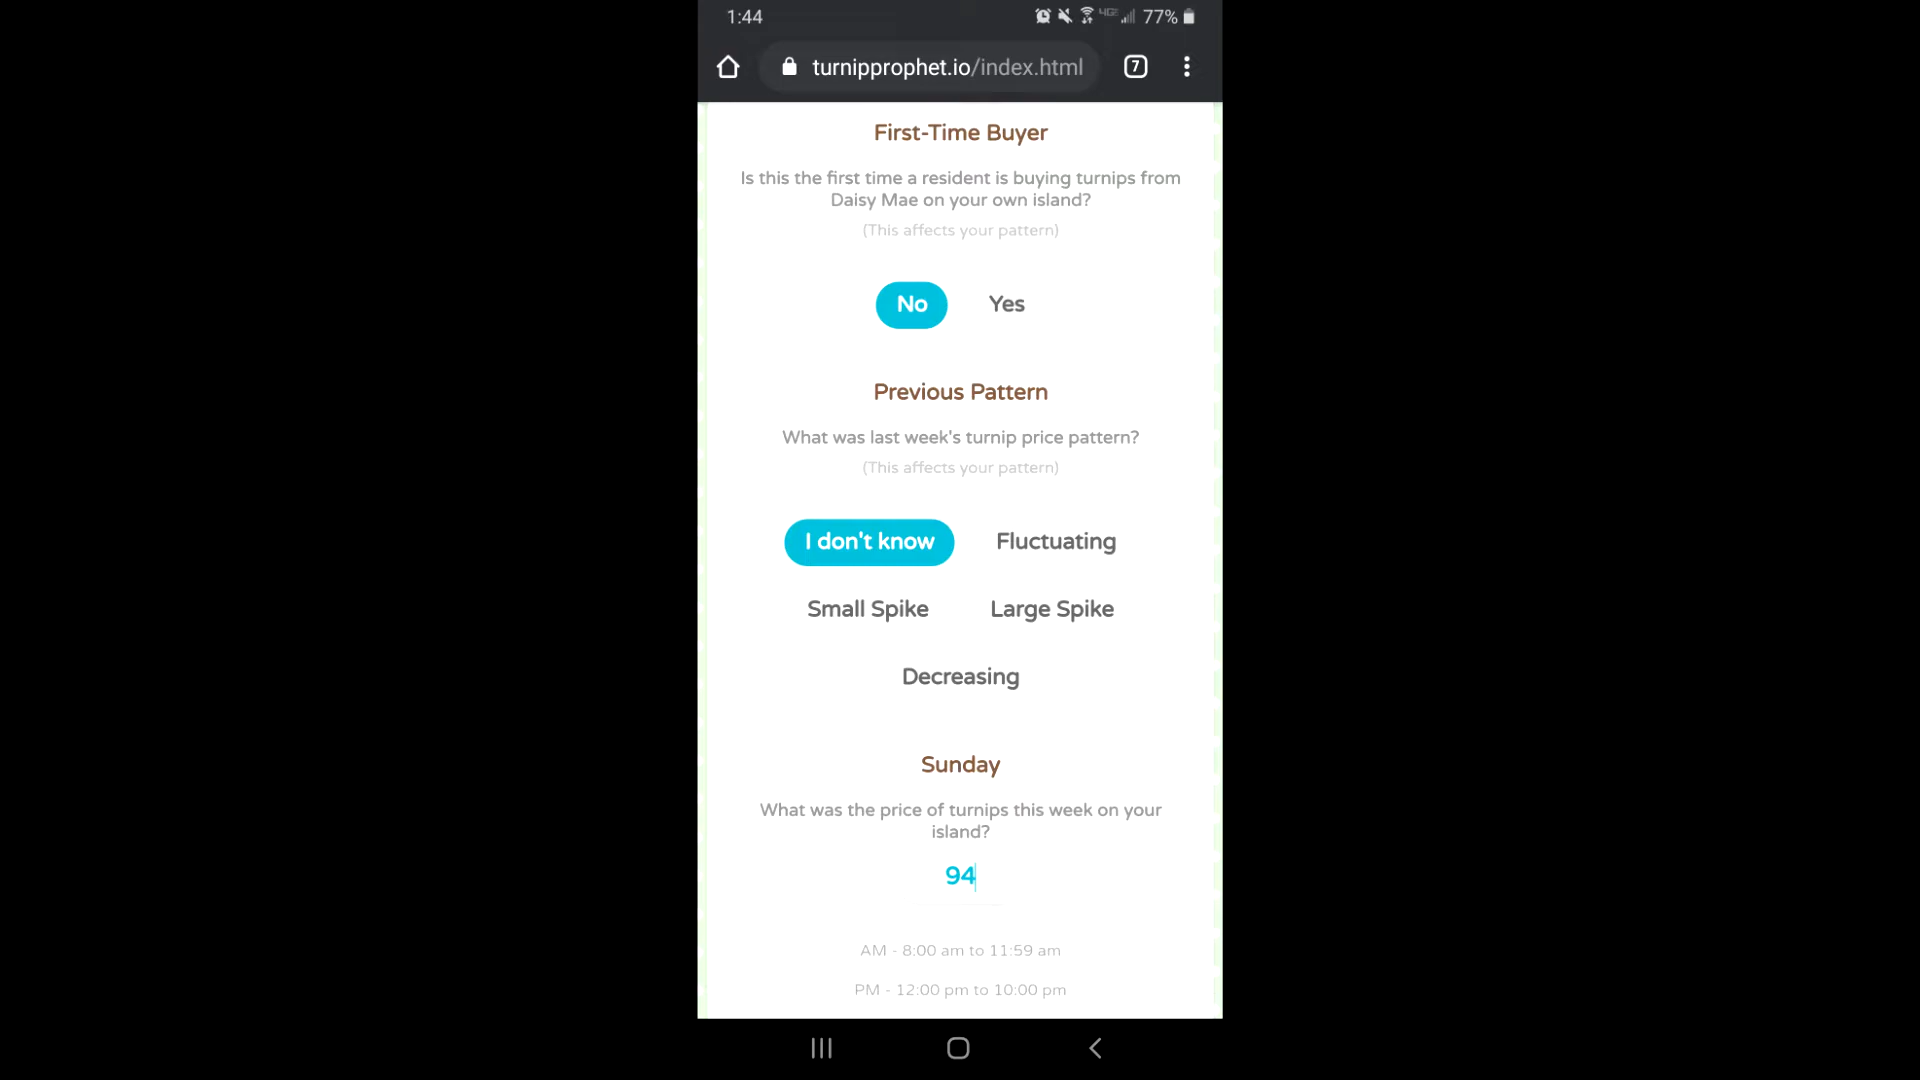 1:44
4GE 77%
turnipprophet.io/index.html
7
First-Time Buyer
Is this the first time a resident is buying turnips from
Daisy Mae on your own island?
(This affects your pattern)
No Yes
Previous Pattern
What was last week's turnip price pattern?
(This affects your pattern)
I don't know Fluctuating
Small Spike Large Spike
Decreasing
Sunday
What was the price of turnips this week on your
island?
94
AM - 8:00 am to 11:59 am
PM - 12:00 pm to 10:00 pm